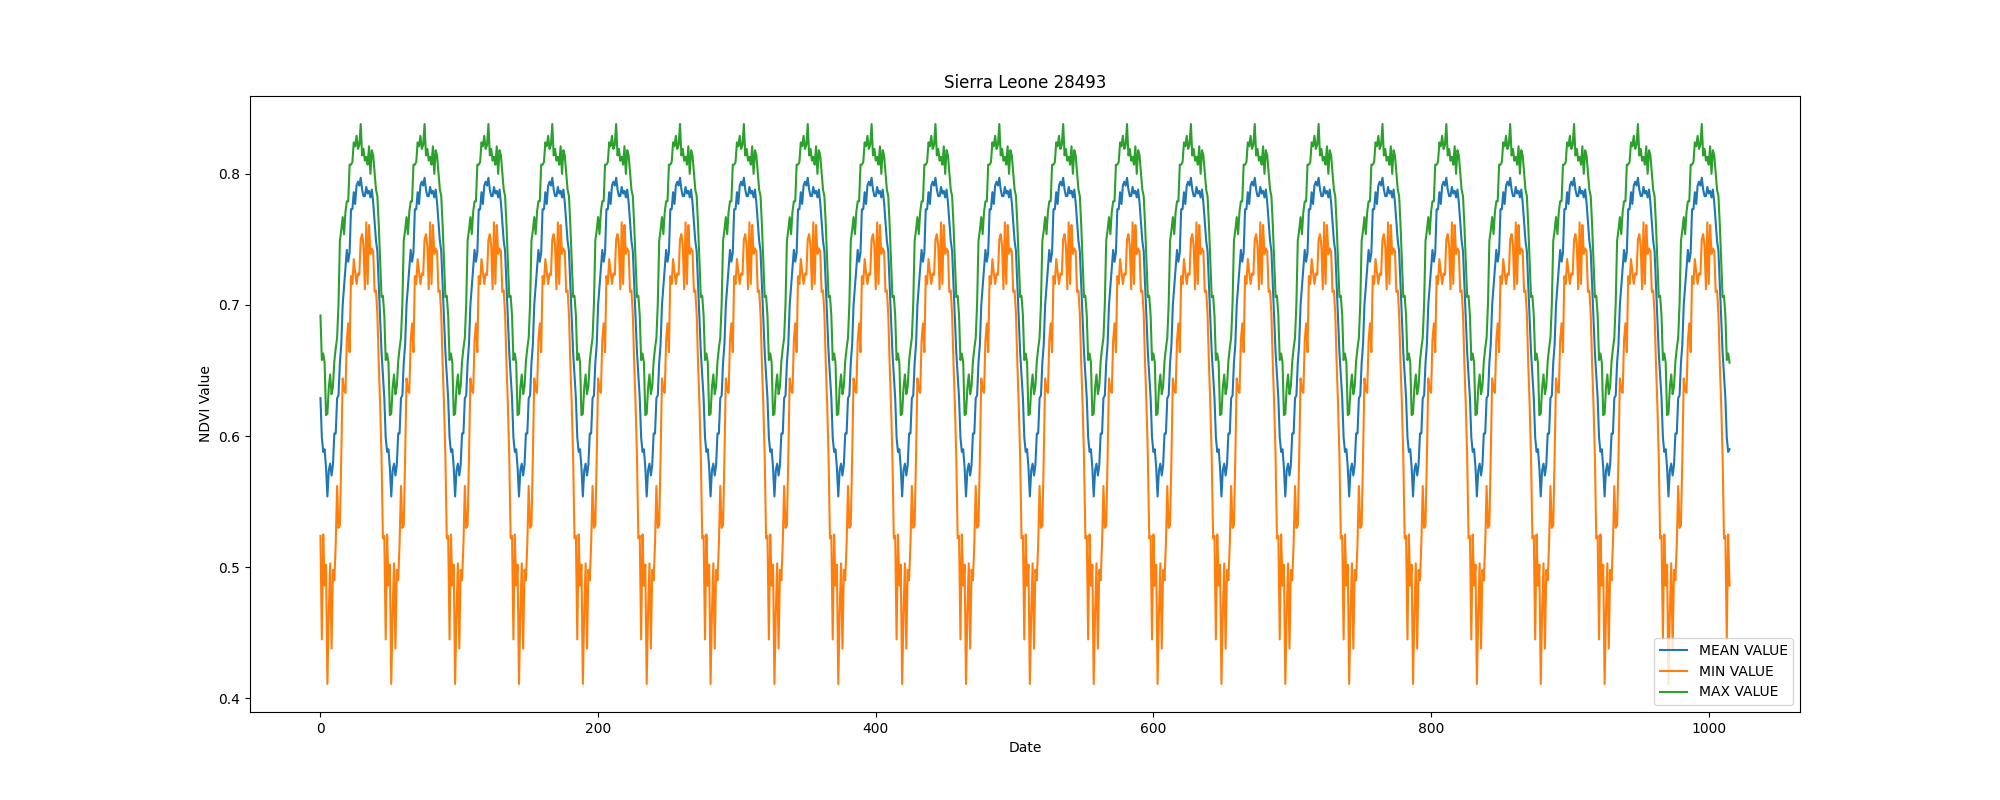 Sierra Leone 28493
NDVI Value
0.8
0.7
0.6
0.5
0.4
0 200 400 600 800 1000
Date
MEAN VALUE
MIN VALUE
MAX VALUE